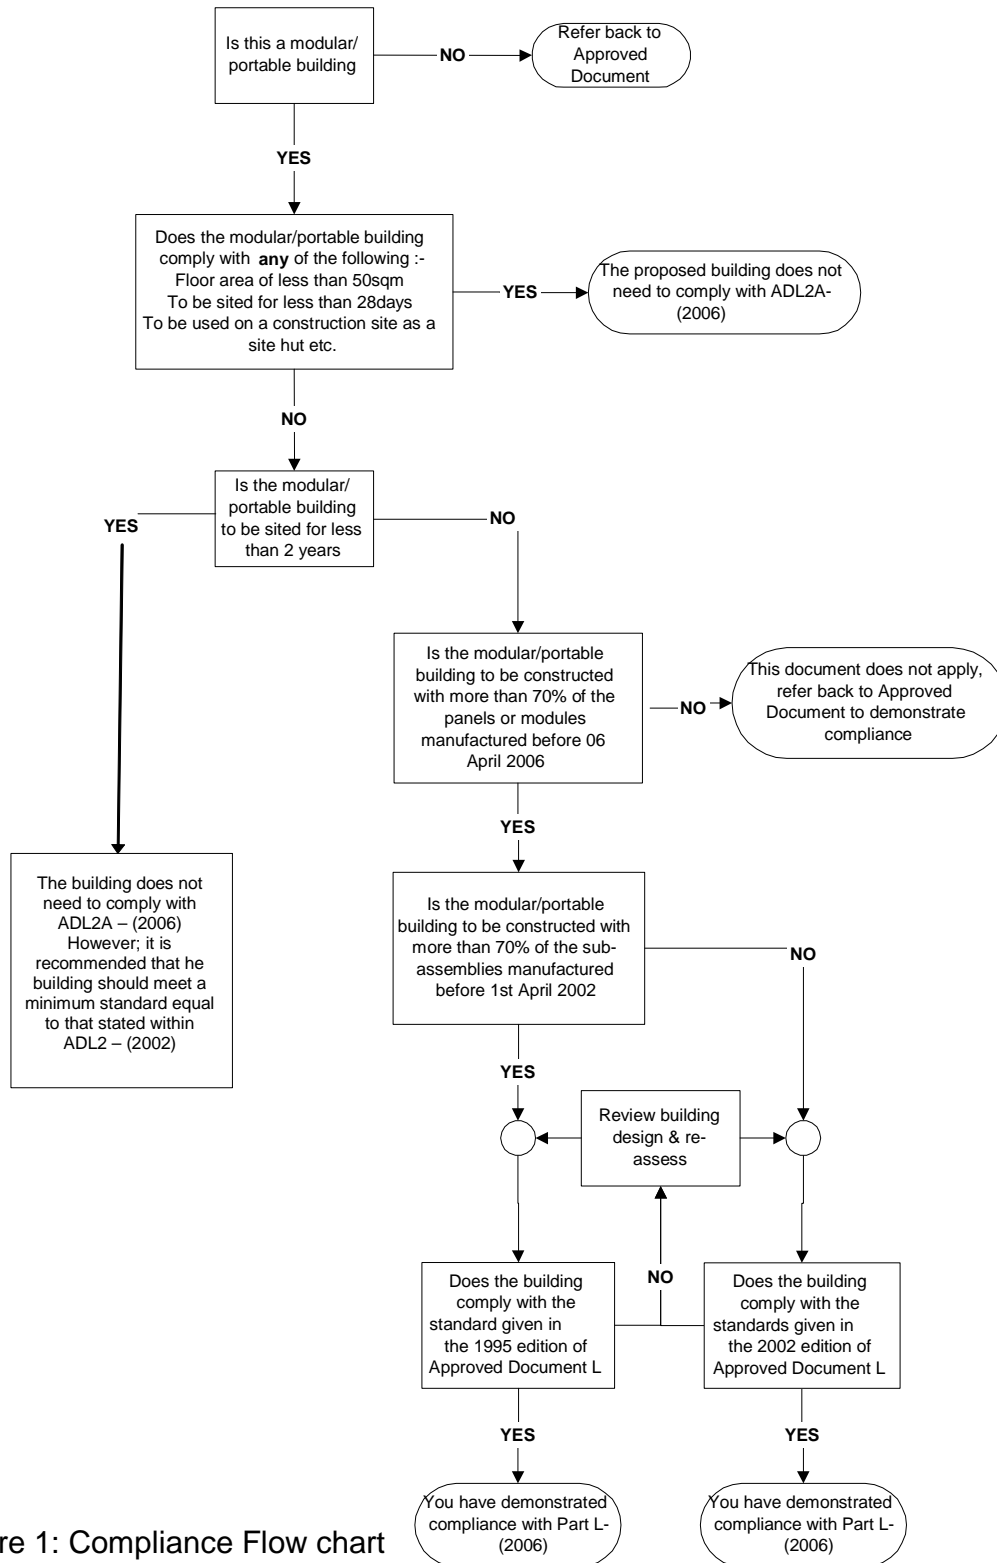 Is this a modular/
portable building
NO
Refer back to
Approved
Document
YES
Does the modular/portable building
comply with any of the following :-
Floor area of less than 50sqm
To be sited for less than 28days
To be used on a construction site as a
site hut etc.
YES
The proposed building does not
need to comply with ADL2A-
(2006)
NO
Is the modular/
portable building
to be sited for less
than 2 years
YES
NO
Is the modular/portable
building to be constructed
with more than 70% of the
panels or modules
manufactured before 06
April 2006
NO
This document does not apply,
refer back to Approved
Document to demonstrate
compliance
YES
The building does not
need to comply with
ADL2A – (2006)
However; it is
recommended that he
building should meet a
minimum standard equal
to that stated within
ADL2 – (2002)
Is the modular/portable
building to be constructed with
more than 70% of the sub-
assemblies manufactured
before 1st April 2002
NO
YES
Review building
design & re-
assess
NO
Does the building
comply with the
standard given in
the 1995 edition of
Approved Document L
Does the building
comply with the
standards given in
the 2002 edition of
Approved Document L
YES
YES
You have demonstrated
compliance with Part L-
(2006)
You have demonstrated
compliance with Part L-
(2006)
re 1: Compliance Flow chart